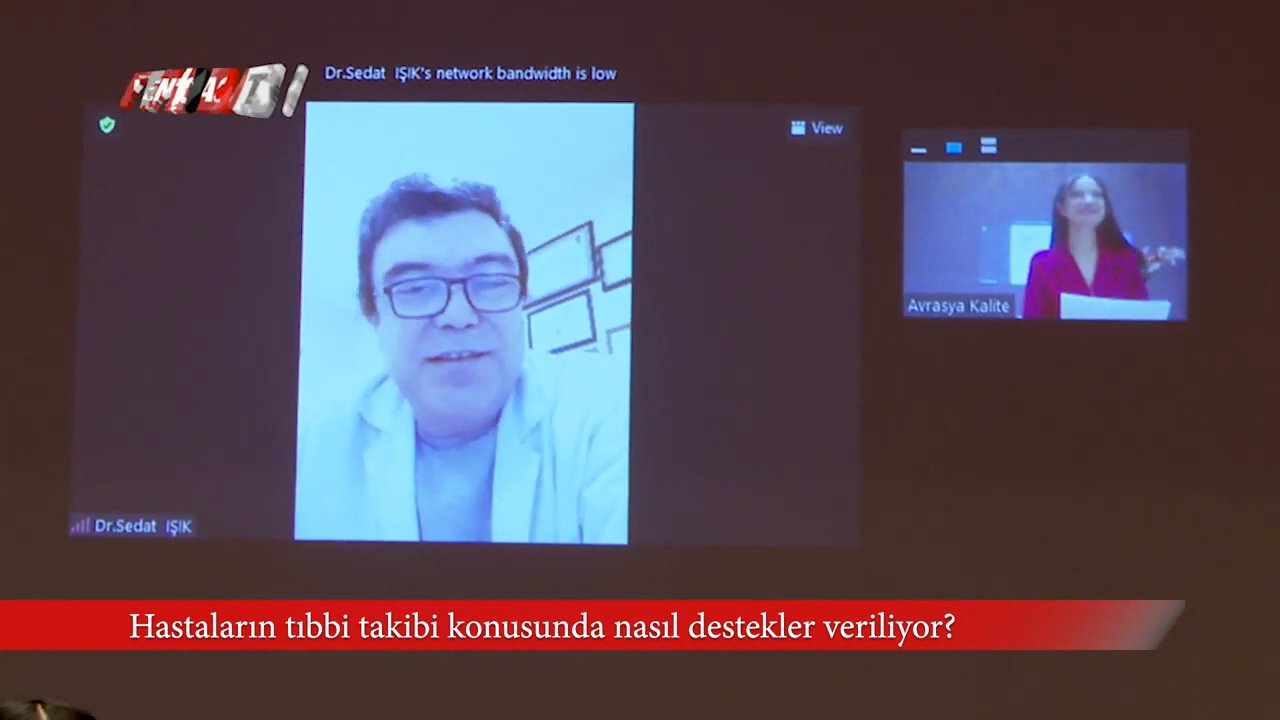 Dr.Sedat IŞIK's network bandwidth is low
View
Avrasya Kalite
Dr.Sedat IŞIK
Hastaların tıbbi takibi konusunda nasıl destekler veriliyor?